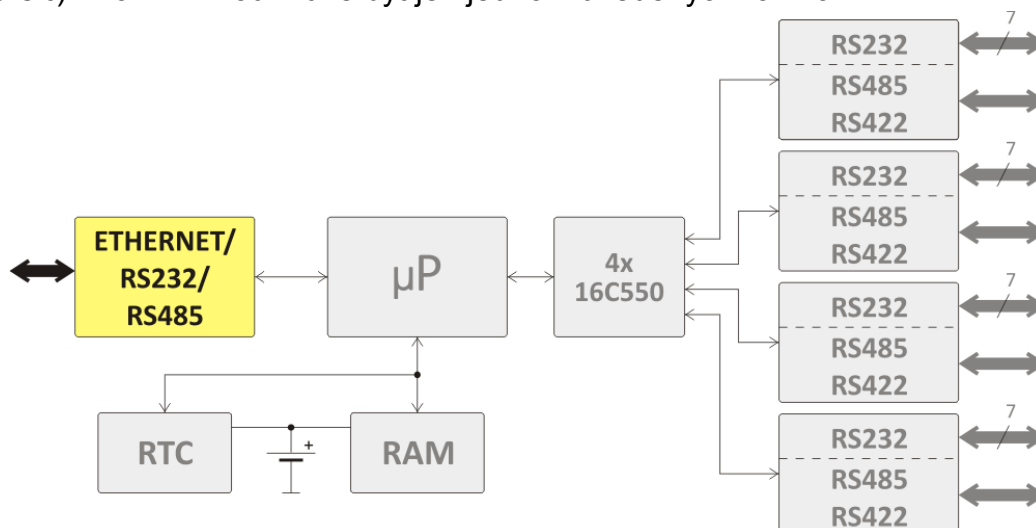 7
RS232
RS485
RS422
7
RS232
RS485
RS422
ETHERNET/
RS232/
RS485
µP
4x
16C550
7
RS232
RS485
RS422
RTC
+
RAM
7
RS232
RS485
RS422